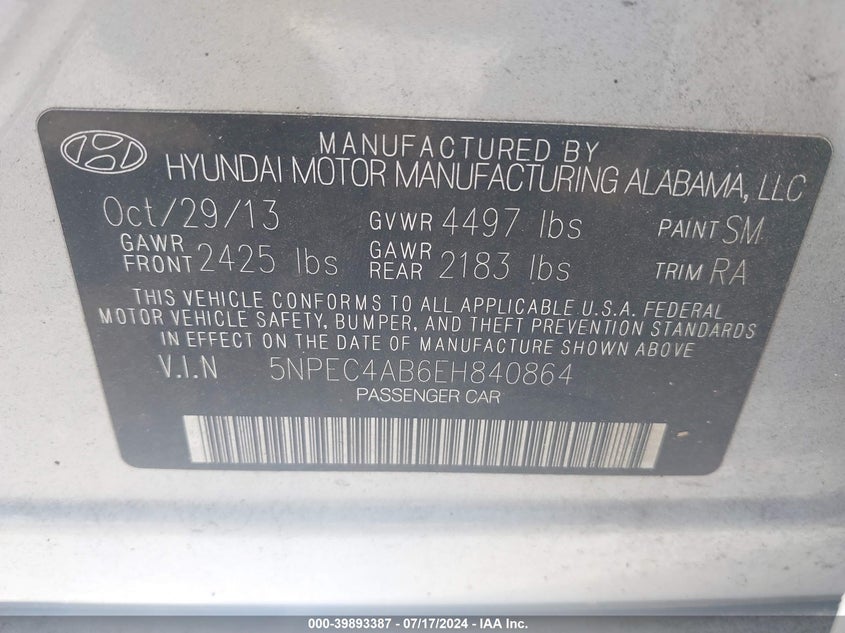 MANUFACTURED BY
HYUNDAI MOTOR MANUFACTURING ALABAMA, LLC
Oct/29/13 GVWR 4497 lbs PAINT SM
GAWR FRONT 2425 lbs GAWR REAR 2183 lbs TRIM RA
THIS VEHICLE CONFORMS TO ALL APPLICABLE U.S.A. FEDERAL
MOTOR VEHICLE SAFETY, BUMPER, AND THEFT PREVENTION STANDARDS
IN EFFECT ON THE DATE OF MANUFACTURE SHOWN ABOVE
V.I.N 5NPEC4AB6EH840864
PASSENGER CAR
000-39893387 - 07/17/2024 - IAA Inc.